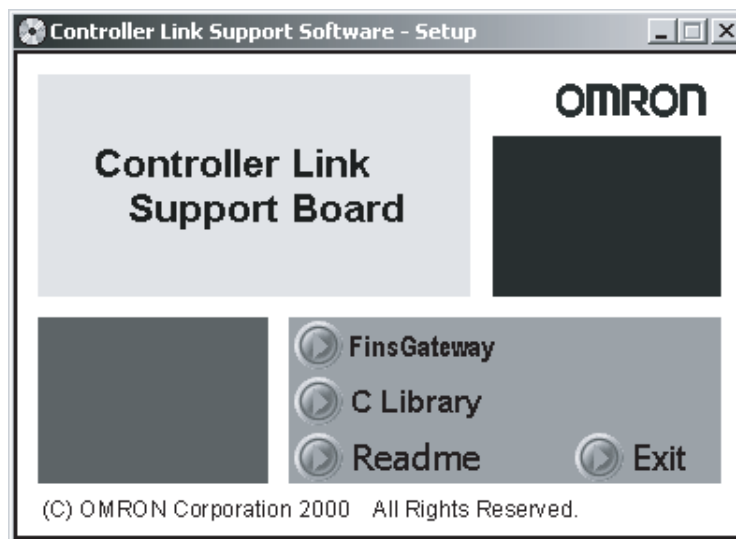 Controller Link Support Software - Setup
OMRON
Controller Link
Support Board
FinsGateway
C Library
Readme
Exit
(C) OMRON Corporation 2000 All Rights Reserved.